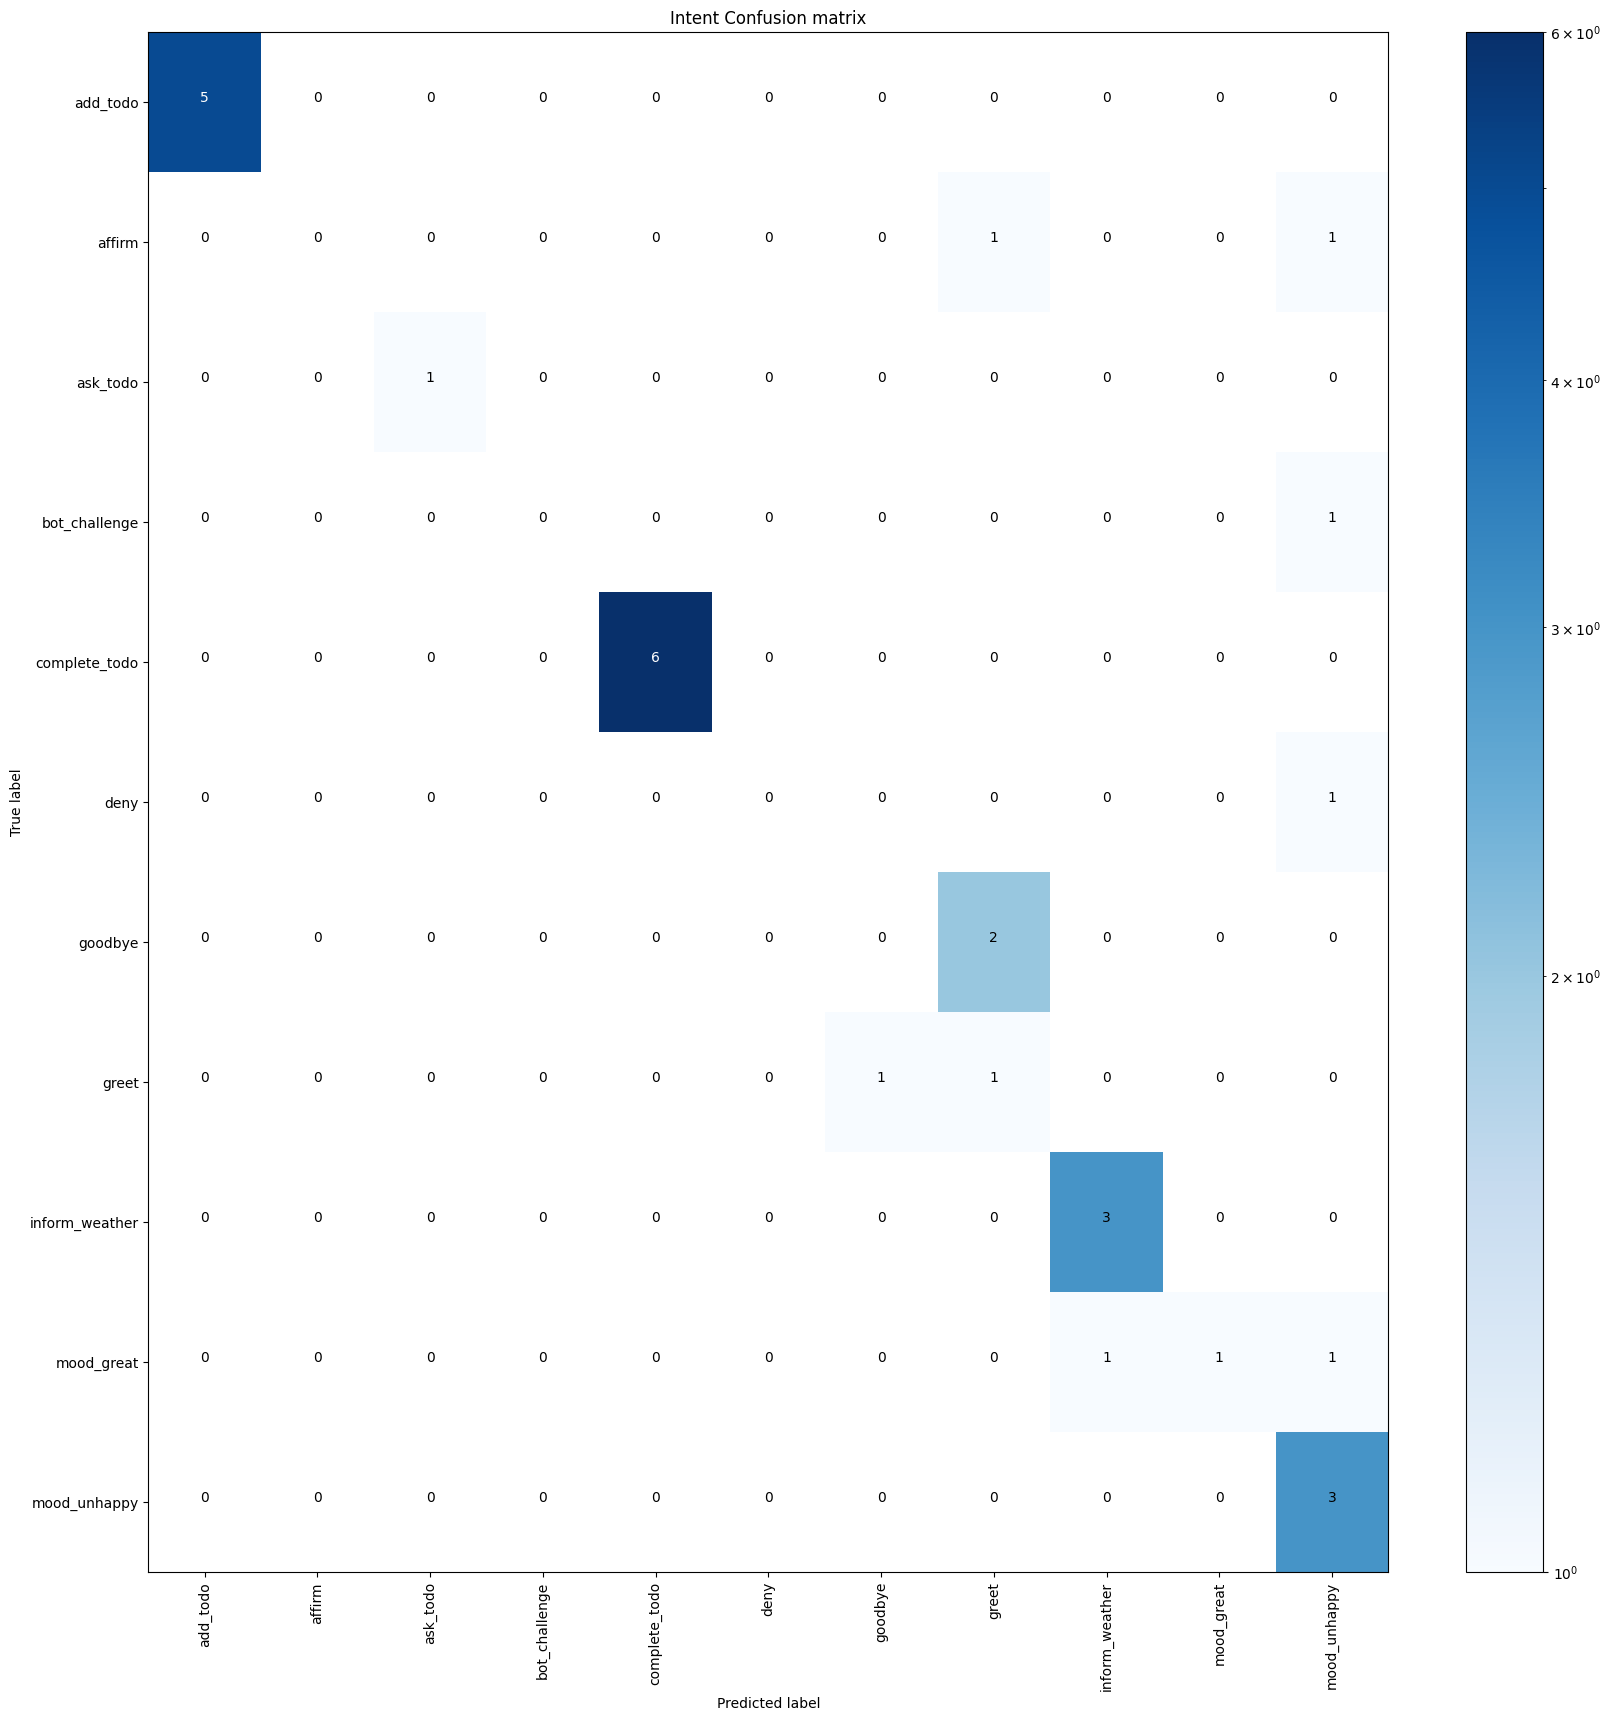 Intent Confusion matrix
add_todo 5 0 0 0 0 0 0 0 0 0 0
affirm 0 0 0 0 0 0 0 1 0 0 1
ask_todo 0 0 1 0 0 0 0 0 0 0 0
bot_challenge 0 0 0 0 0 0 0 0 0 0 1
complete_todo 0 0 0 0 6 0 0 0 0 0 0
deny 0 0 0 0 0 0 0 0 0 0 1
goodbye 0 0 0 0 0 0 0 2 0 0 0
greet 0 0 0 0 0 0 1 1 0 0 0
inform_weather 0 0 0 0 0 0 0 0 3 0 0
mood_great 0 0 0 0 0 0 0 0 1 1 1
mood_unhappy 0 0 0 0 0 0 0 0 0 0 3
True label
add_todo
affirm
ask_todo
bot_challenge
complete_todo
deny
goodbye
greet
inform_weather
mood_great
mood_unhappy
Predicted label
6 × 10⁰
4 × 10⁰
3 × 10⁰
2 × 10⁰
10⁰